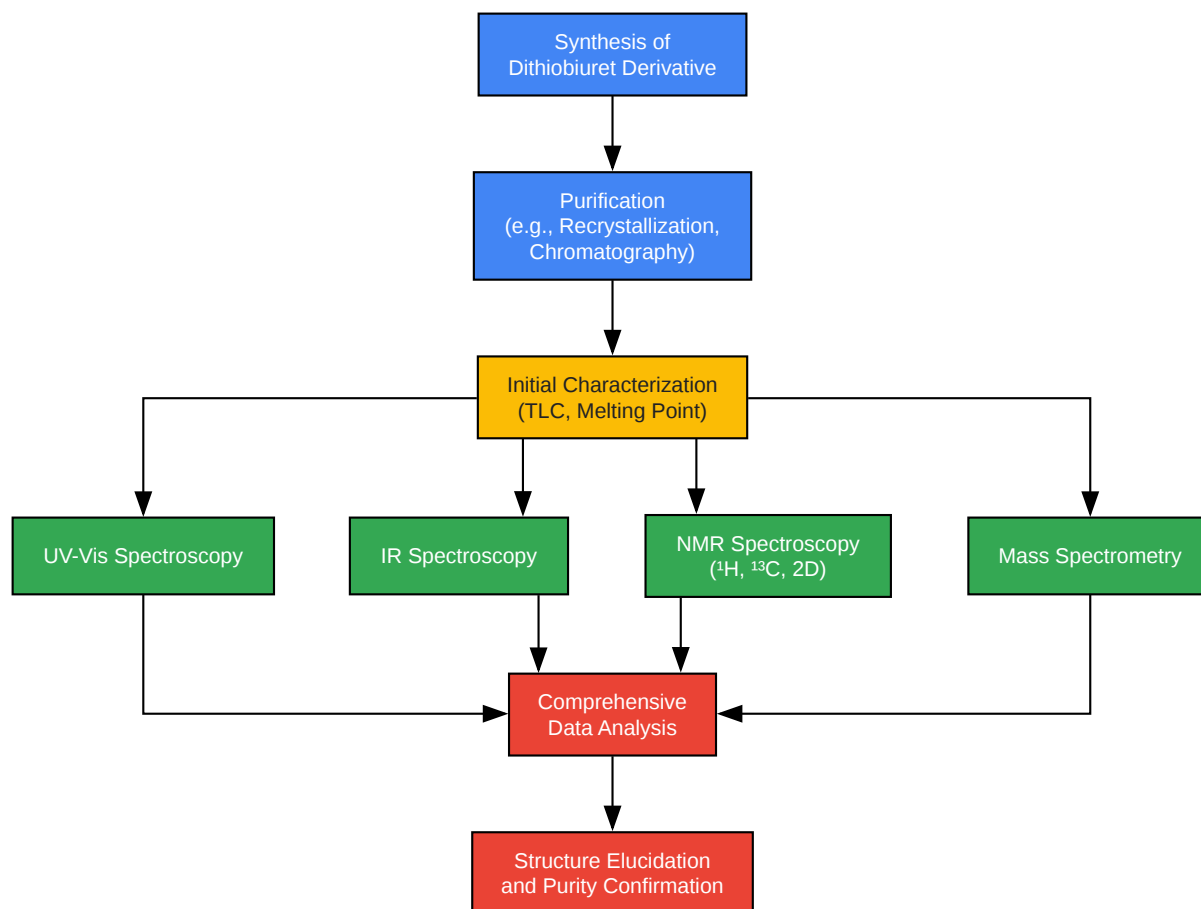 Synthesis of
Dithiobiuret Derivative
Purification
(e.g., Recrystallization,
Chromatography)
Initial Characterization
(TLC, Melting Point)
UV-Vis Spectroscopy
IR Spectroscopy
NMR Spectroscopy
(¹H, ¹³C, 2D)
Mass Spectrometry
Comprehensive
Data Analysis
Structure Elucidation
and Purity Confirmation